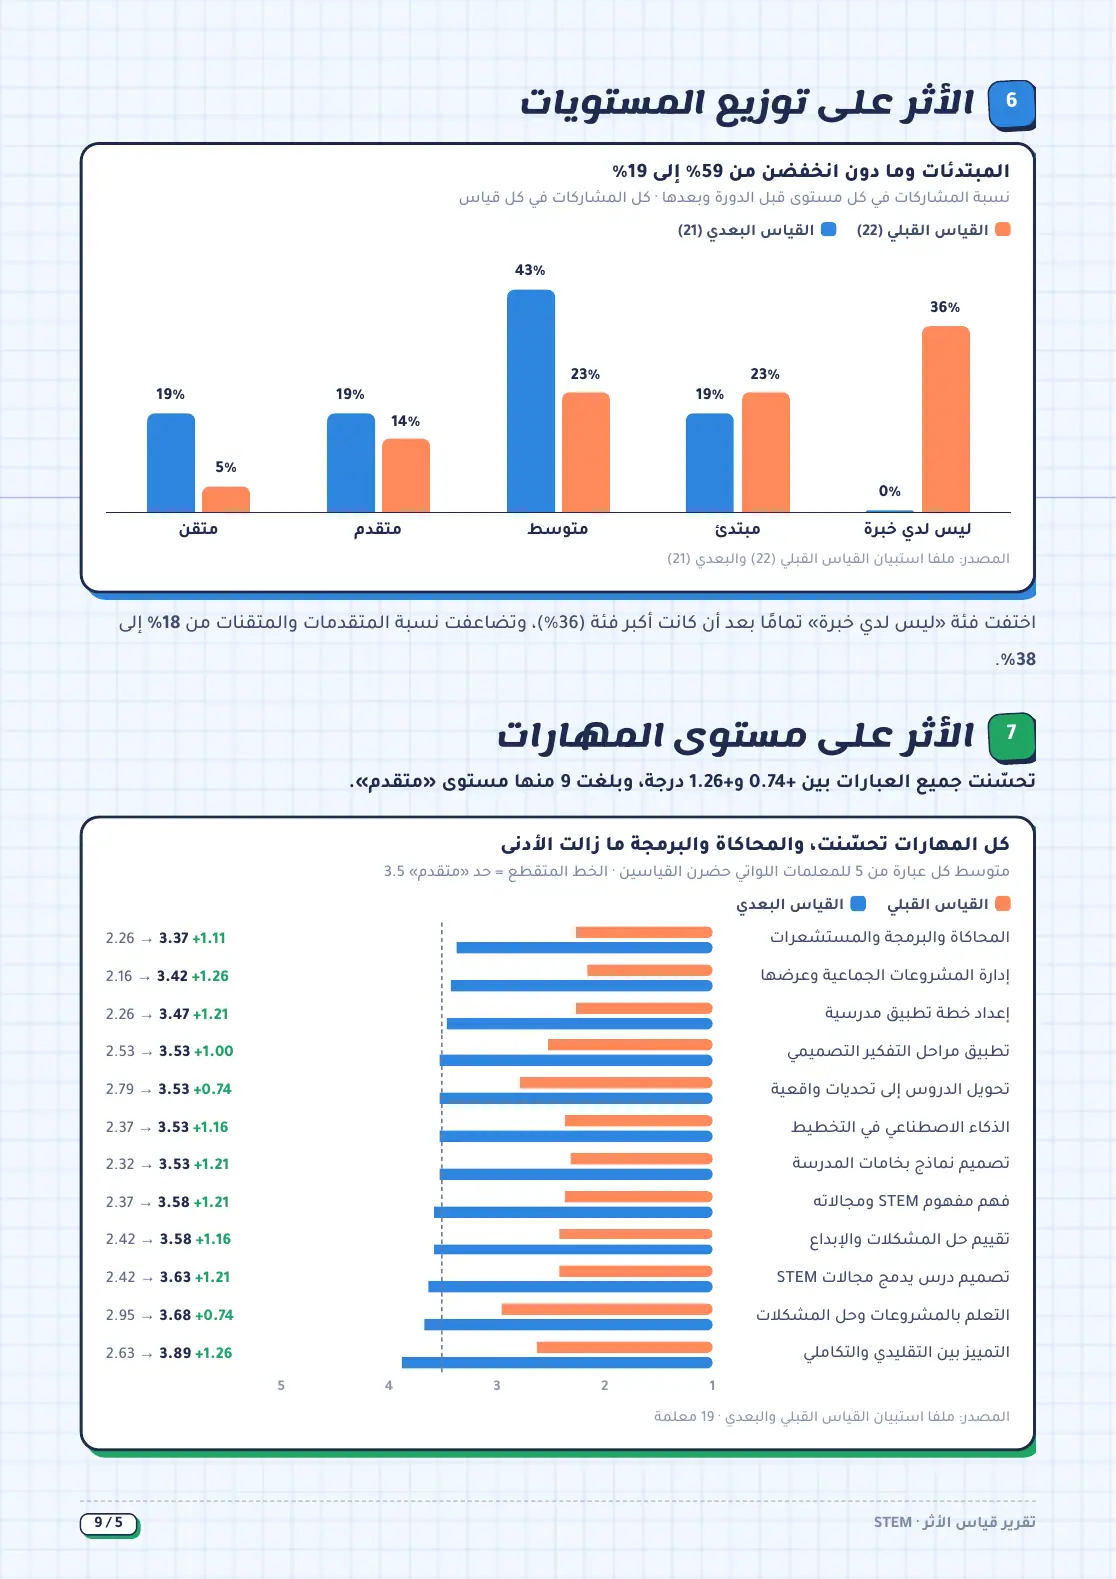 6
الأثر على توزيع المستويات
المبتدئات وما دون انخفضن من 59% إلى 19%
نسبة المشاركات في كل مستوى قبل الدورة وبعدها · كل المشاركات في كل قياس
القياس القبلي (22) القياس البعدي (21)
36% 0%
23% 19%
23% 43%
14% 19%
5% 19%
ليس لدي خبرة مبتدئ متوسط متقدم متقن
المصدر: ملفا استبيان القياس القبلي (22) والبعدي (21)
اختفت فئة «ليس لدي خبرة» تمامًا بعد أن كانت أكبر فئة (36%)، وتضاعفت نسبة المتقدمات والمتقنات من 18% إلى
38%.
7
الأثر على مستوى المهارات
تحسّنت جميع العبارات بين +0.74 و+1.26 درجة، وبلغت 9 منها مستوى «متقدم».
كل المهارات تحسّنت، والمحاكاة والبرمجة ما زالت الأدنى
متوسط كل عبارة من 5 للمعلمات اللواتي حضرن القياسين · الخط المتقطع = حد «متقدم» 3.5
القياس القبلي القياس البعدي
المحاكاة والبرمجة والمستشعرات 2.26 → 3.37 +1.11
إدارة المشروعات الجماعية وعرضها 2.16 → 3.42 +1.26
إعداد خطة تطبيق مدرسية 2.26 → 3.47 +1.21
تطبيق مراحل التفكير التصميمي 2.53 → 3.53 +1.00
تحويل الدروس إلى تحديات واقعية 2.79 → 3.53 +0.74
الذكاء الاصطناعي في التخطيط 2.37 → 3.53 +1.16
تصميم نماذج بخامات المدرسة 2.32 → 3.53 +1.21
فهم مفهوم STEM ومجالاته 2.37 → 3.58 +1.21
تقييم حل المشكلات والإبداع 2.42 → 3.58 +1.16
تصميم درس يدمج مجالات STEM 2.42 → 3.63 +1.21
التعلم بالمشروعات وحل المشكلات 2.95 → 3.68 +0.74
التمييز بين التقليدي والتكاملي 2.63 → 3.89 +1.26
1 2 3 4 5
المصدر: ملفا استبيان القياس القبلي والبعدي · 19 معلمة
تقرير قياس الأثر · STEM
9 / 5